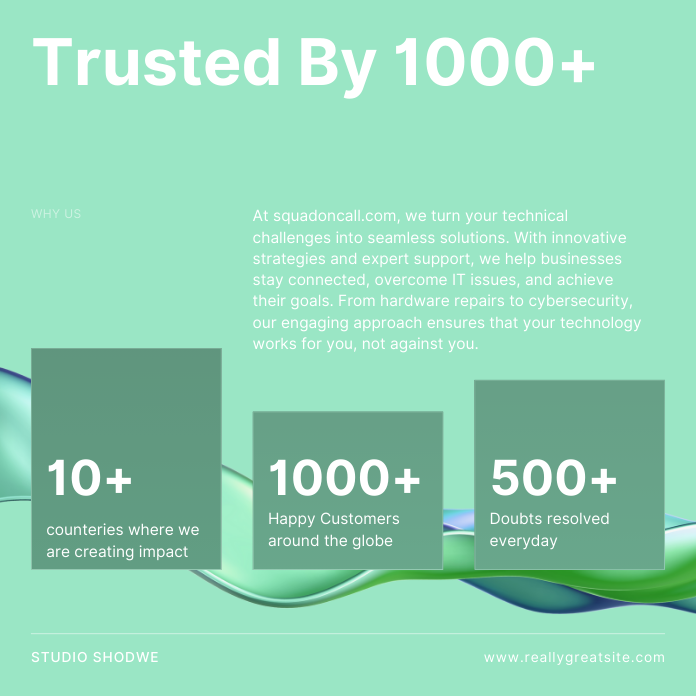 Trusted By 1000+
WHY US
At squadoncall.com, we turn your technical
challenges into seamless solutions. With innovative
strategies and expert support, we help businesses
stay connected, overcome IT issues, and achieve
their goals. From hardware repairs to cybersecurity,
our engaging approach ensures that your technology
works for you, not against you.
10+
counteries where we
are creating impact
1000+
Happy Customers
around the globe
500+
Doubts resolved
everyday
STUDIO SHODWE
www.reallygreatsite.com